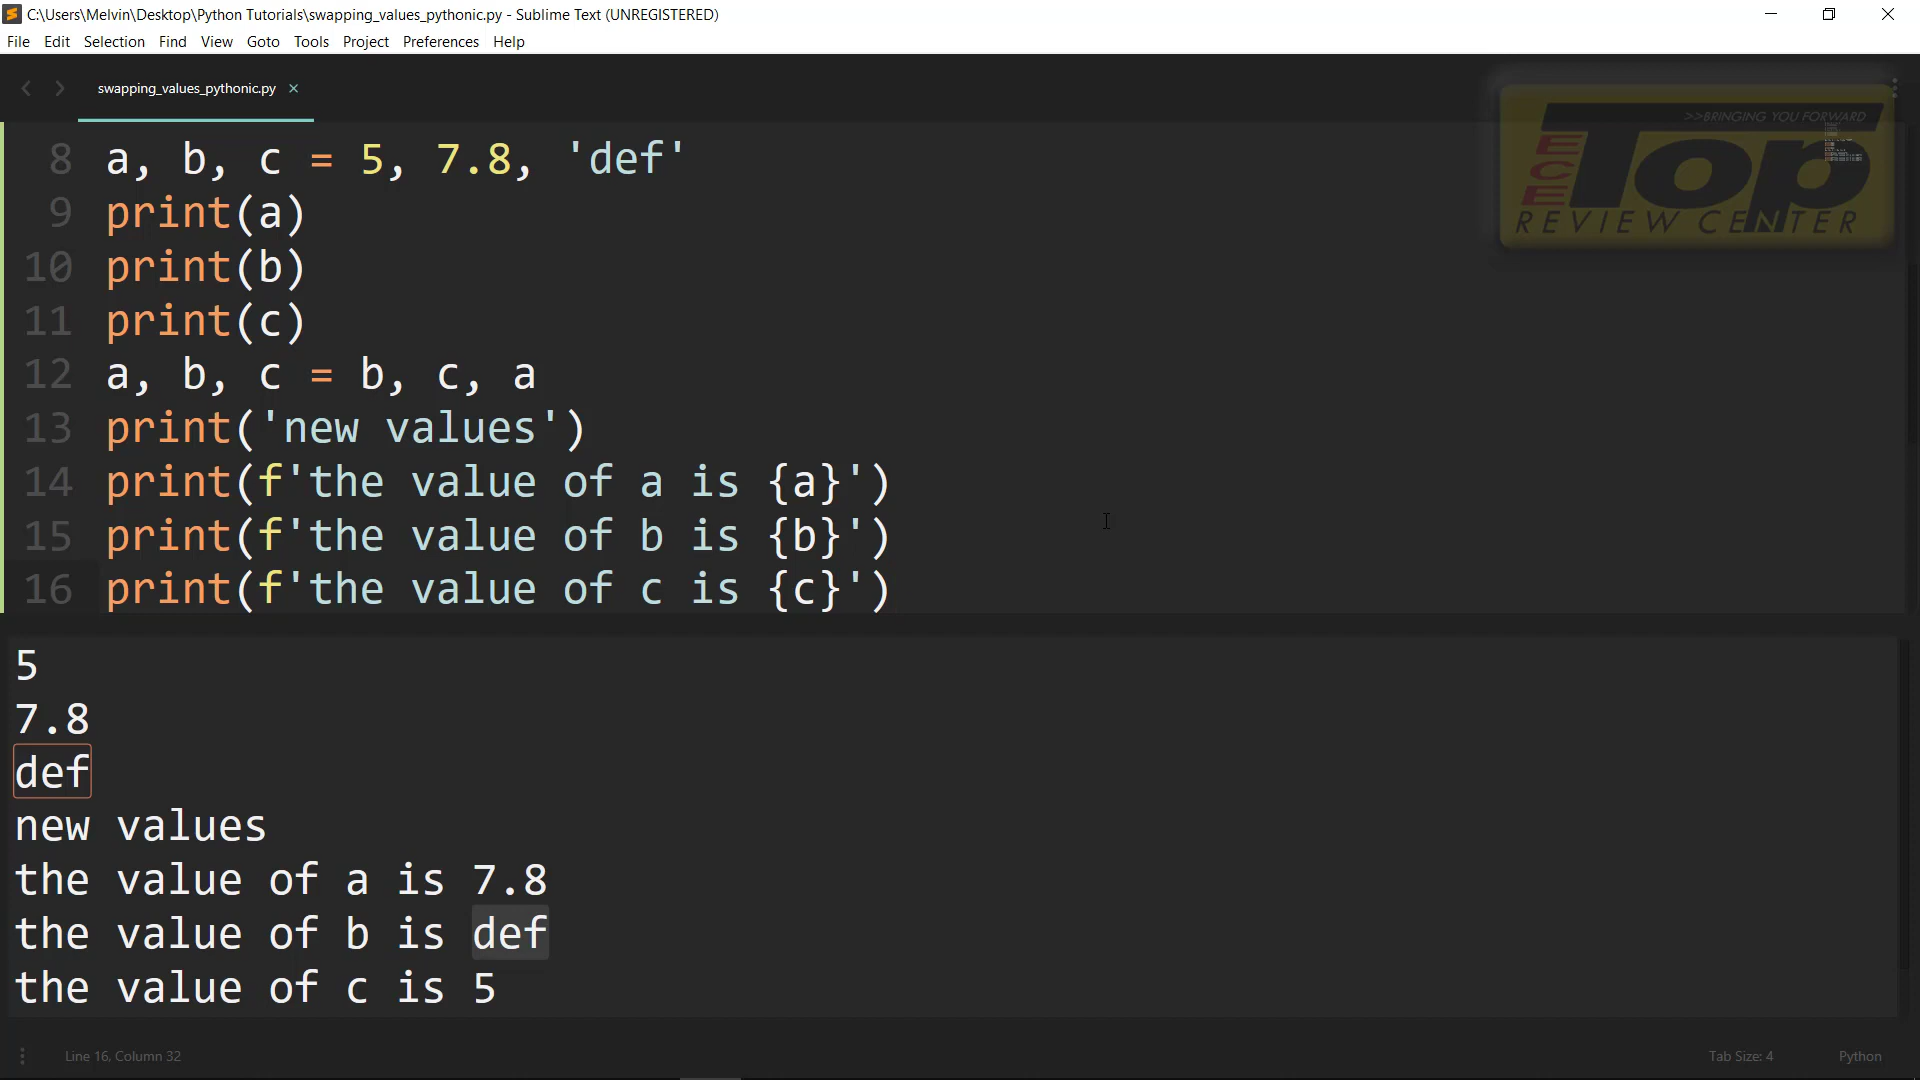 C:\Users\Melvin\Desktop\Python Tutorials\swapping_values_pythonic.py - Sublime Text (UNREGISTERED)
File Edit Selection Find View Goto Tools Project Preferences Help
swapping_values_pythonic.py ×
>>BRINGING YOU FORWARD
ECE Top
REVIEW CENTER
8 a, b, c = 5, 7.8, 'def'
9 print(a)
10 print(b)
11 print(c)
12 a, b, c = b, c, a
13 print('new values')
14 print(f'the value of a is {a}')
15 print(f'the value of b is {b}')
16 print(f'the value of c is {c}')
5
7.8
def
new values
the value of a is 7.8
the value of b is def
the value of c is 5
Line 16, Column 32
Tab Size: 4 Python